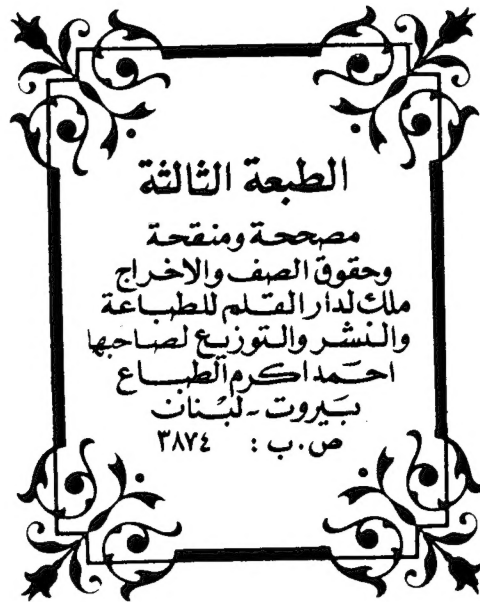 الطبعة الثالثة
مصححة ومنقحة
وحقوق الصف والاخراج
ملك لدار القلم للطباعة
والنشر والتوزيع لصاحبها
احمد اكرم الطباع
بيروت - لبنان
ص.ب : ٣٨٧٤